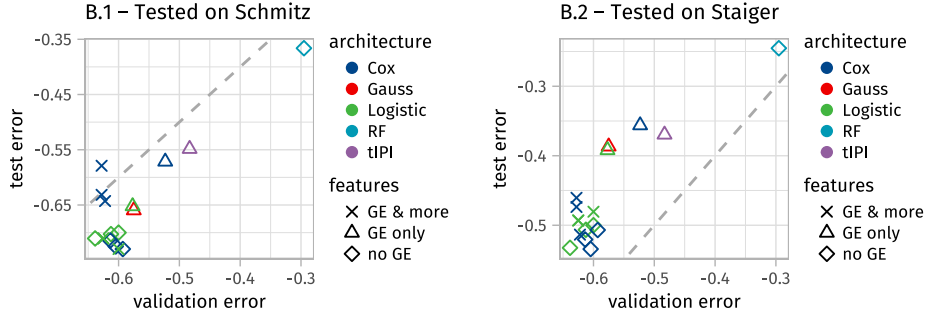 B.1 – Tested on Schmitz
test error
-0.35
-0.45
-0.55
-0.65
-0.6
-0.5
-0.4
-0.3
validation error
architecture
Cox
Gauss
Logistic
RF
tIPI
features
GE & more
GE only
no GE
B.2 – Tested on Staiger
test error
-0.3
-0.4
-0.5
-0.6
-0.5
-0.4
-0.3
validation error
architecture
Cox
Gauss
Logistic
RF
tIPI
features
GE & more
GE only
no GE